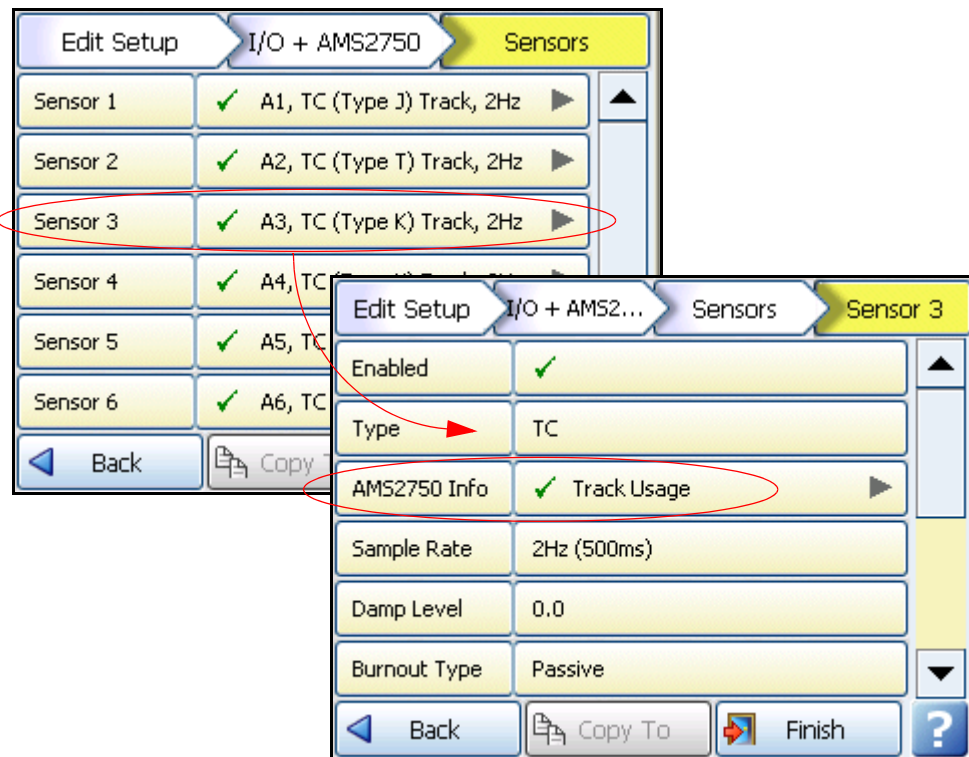 Edit Setup I/O + AMS2750 Sensors
Sensor 1 A1, TC (Type J) Track, 2Hz
Sensor 2 A2, TC (Type T) Track, 2Hz
Sensor 3 A3, TC (Type K) Track, 2Hz
Sensor 4 A4, TC
Sensor 5 A5, TC
Sensor 6 A6, TC
Back Copy
Edit Setup I/O + AMS2... Sensors Sensor 3
Enabled
Type TC
AMS2750 Info Track Usage
Sample Rate 2Hz (500ms)
Damp Level 0.0
Burnout Type Passive
Back Copy To Finish ?